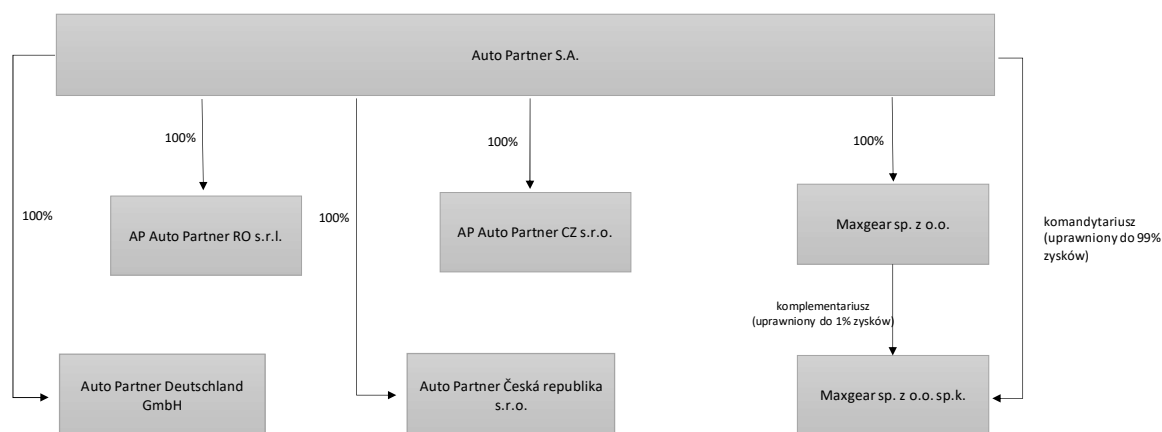 Auto Partner S.A.
100%
100%
100%
100%
100%
AP Auto Partner RO s.r.l.
AP Auto Partner CZ s.r.o.
Maxgear sp. z o.o.
komandytariusz
(uprawniony do 99%
zysków)
komplementariusz
(uprawniony do 1% zysków)
Auto Partner Deutschland
GmbH
Auto Partner Česká republika
s.r.o.
Maxgear sp. z o.o. sp.k.